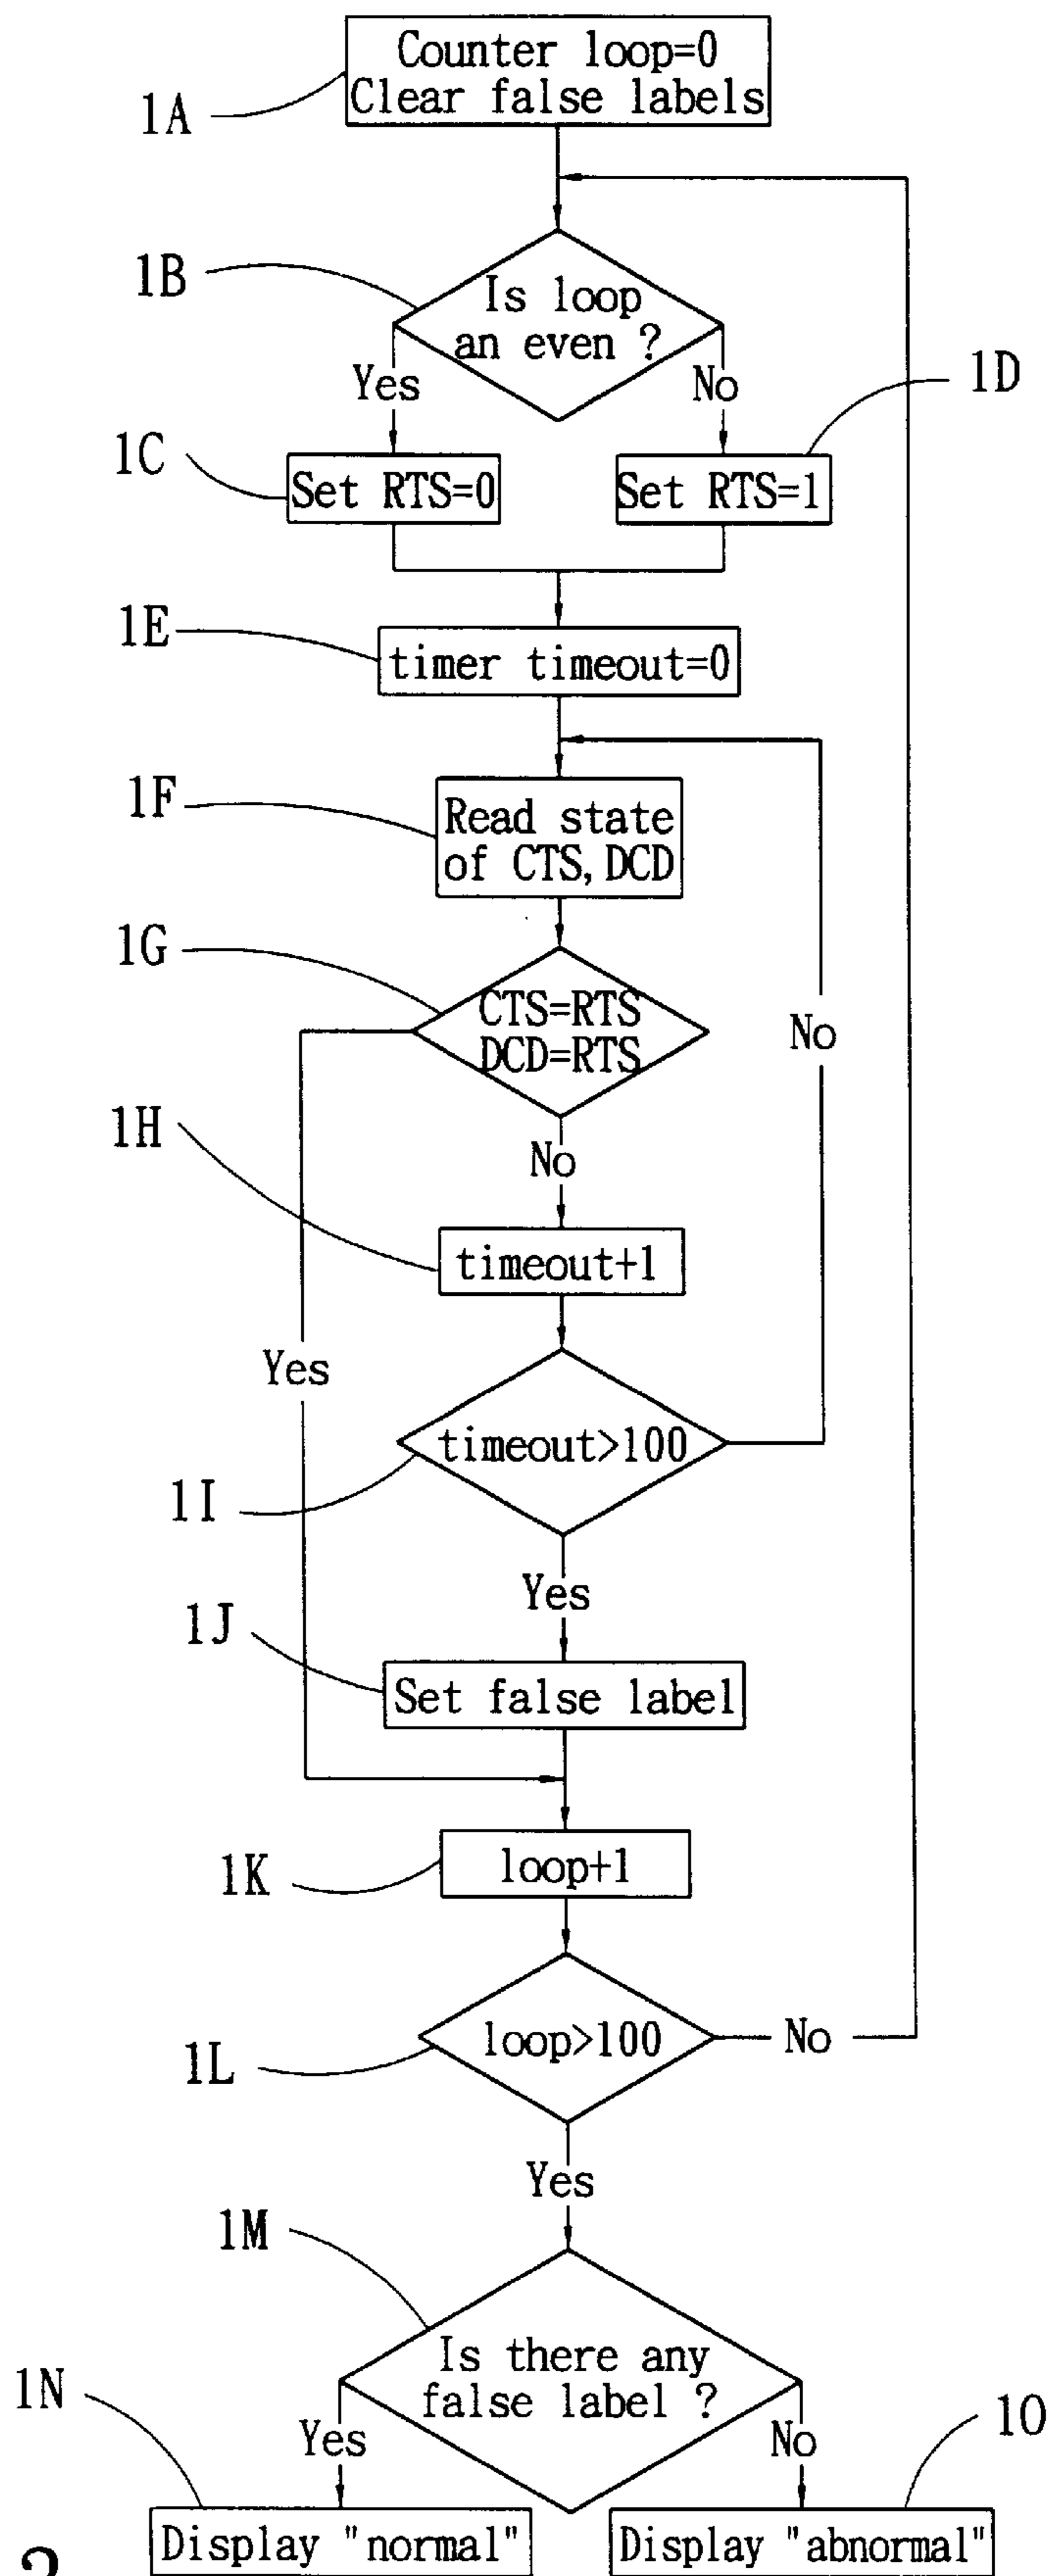 Counter loop=0
Clear false labels
1A
1B
Is loop
an even ?
Yes
No
1D
1C
Set RTS=0
Set RTS=1
1E
timer timeout=0
1F
Read state
of CTS, DCD
1G
CTS=RTS
DCD=RTS
No
1H
No
timeout+1
Yes
timeout>100
1I
Yes
1J
Set false label
1K
loop+1
loop>100
No
1L
Yes
1M
Is there any
false label ?
1N
Yes
No
1O
Display "normal"
Display "abnormal"